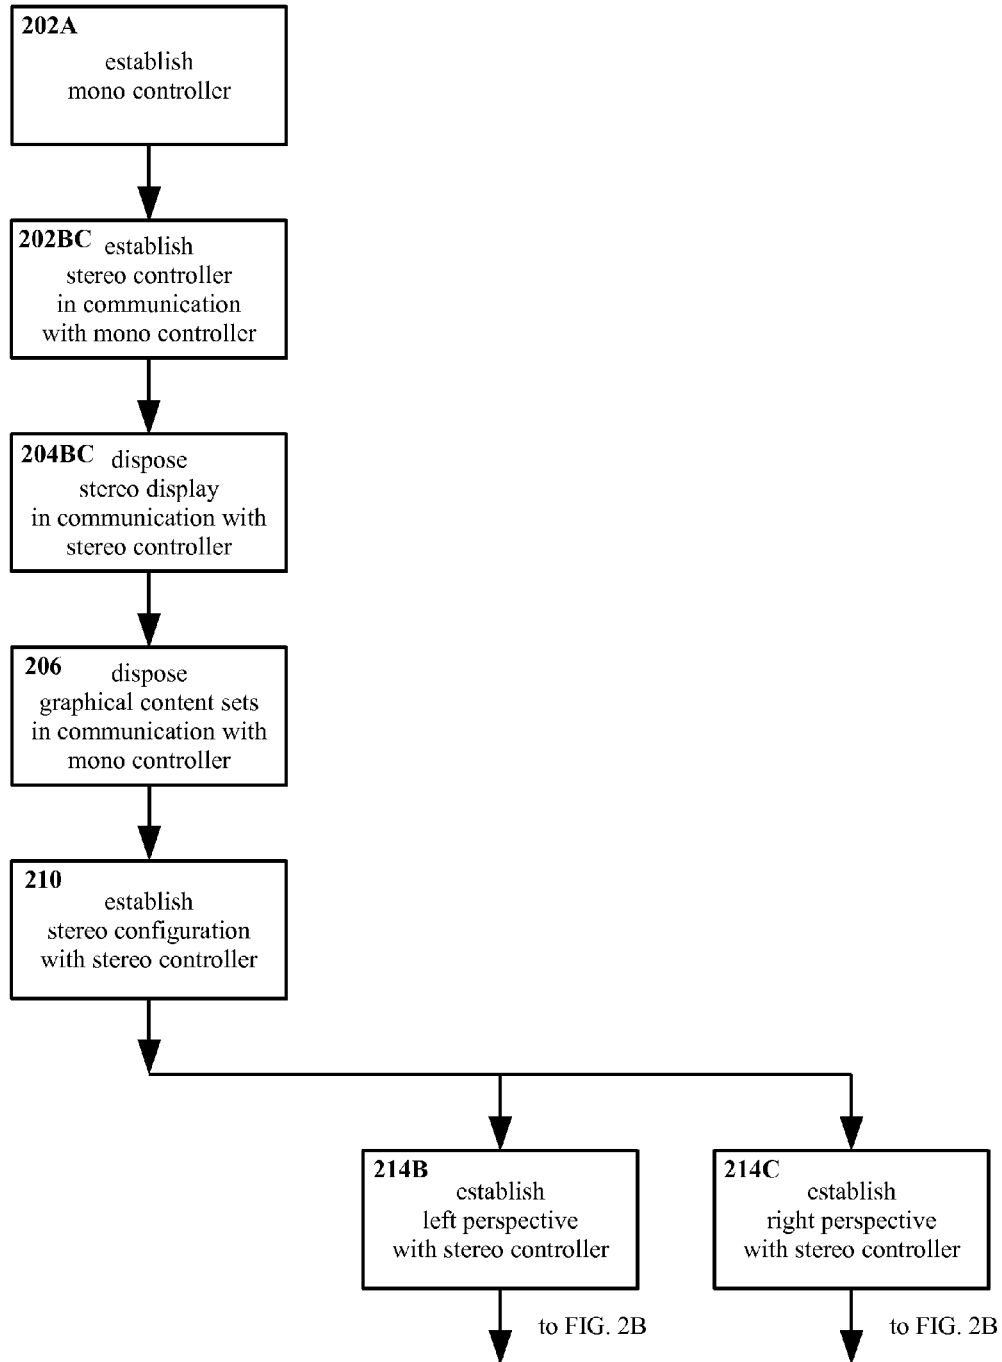 202A
establish
mono controller
202BC
establish
stereo controller
in communication
with mono controller
204BC
dispose
stereo display
in communication with
stereo controller
206
dispose
graphical content sets
in communication with
mono controller
210
establish
stereo configuration
with stereo controller
214B
establish
left perspective
with stereo controller
214C
establish
right perspective
with stereo controller
to FIG. 2B
to FIG. 2B